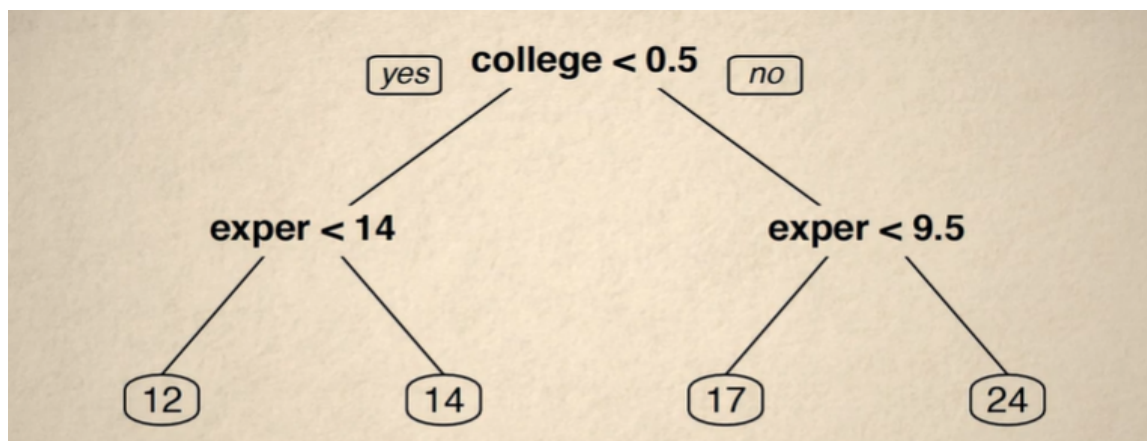 yes college < 0.5 no
exper < 14 exper < 9.5
12 14 17 24